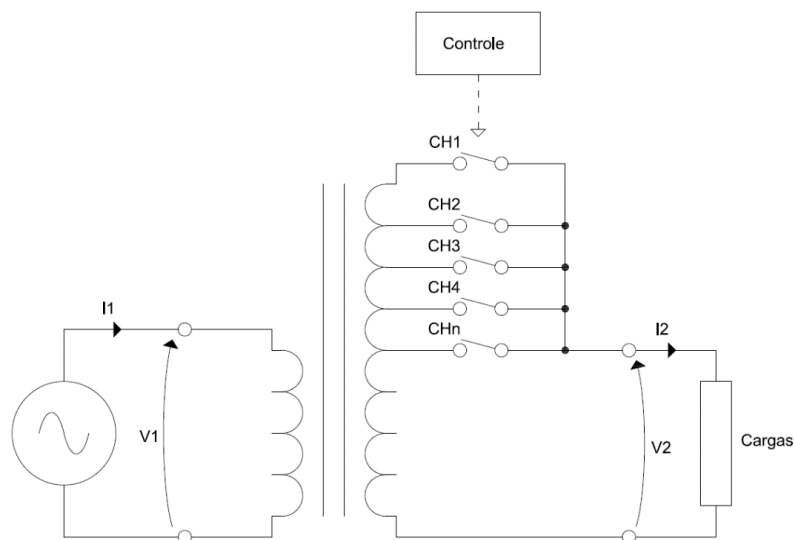 Controle
CH1
CH2
CH3
CH4
CHn
I1
I2
V1
V2
Cargas